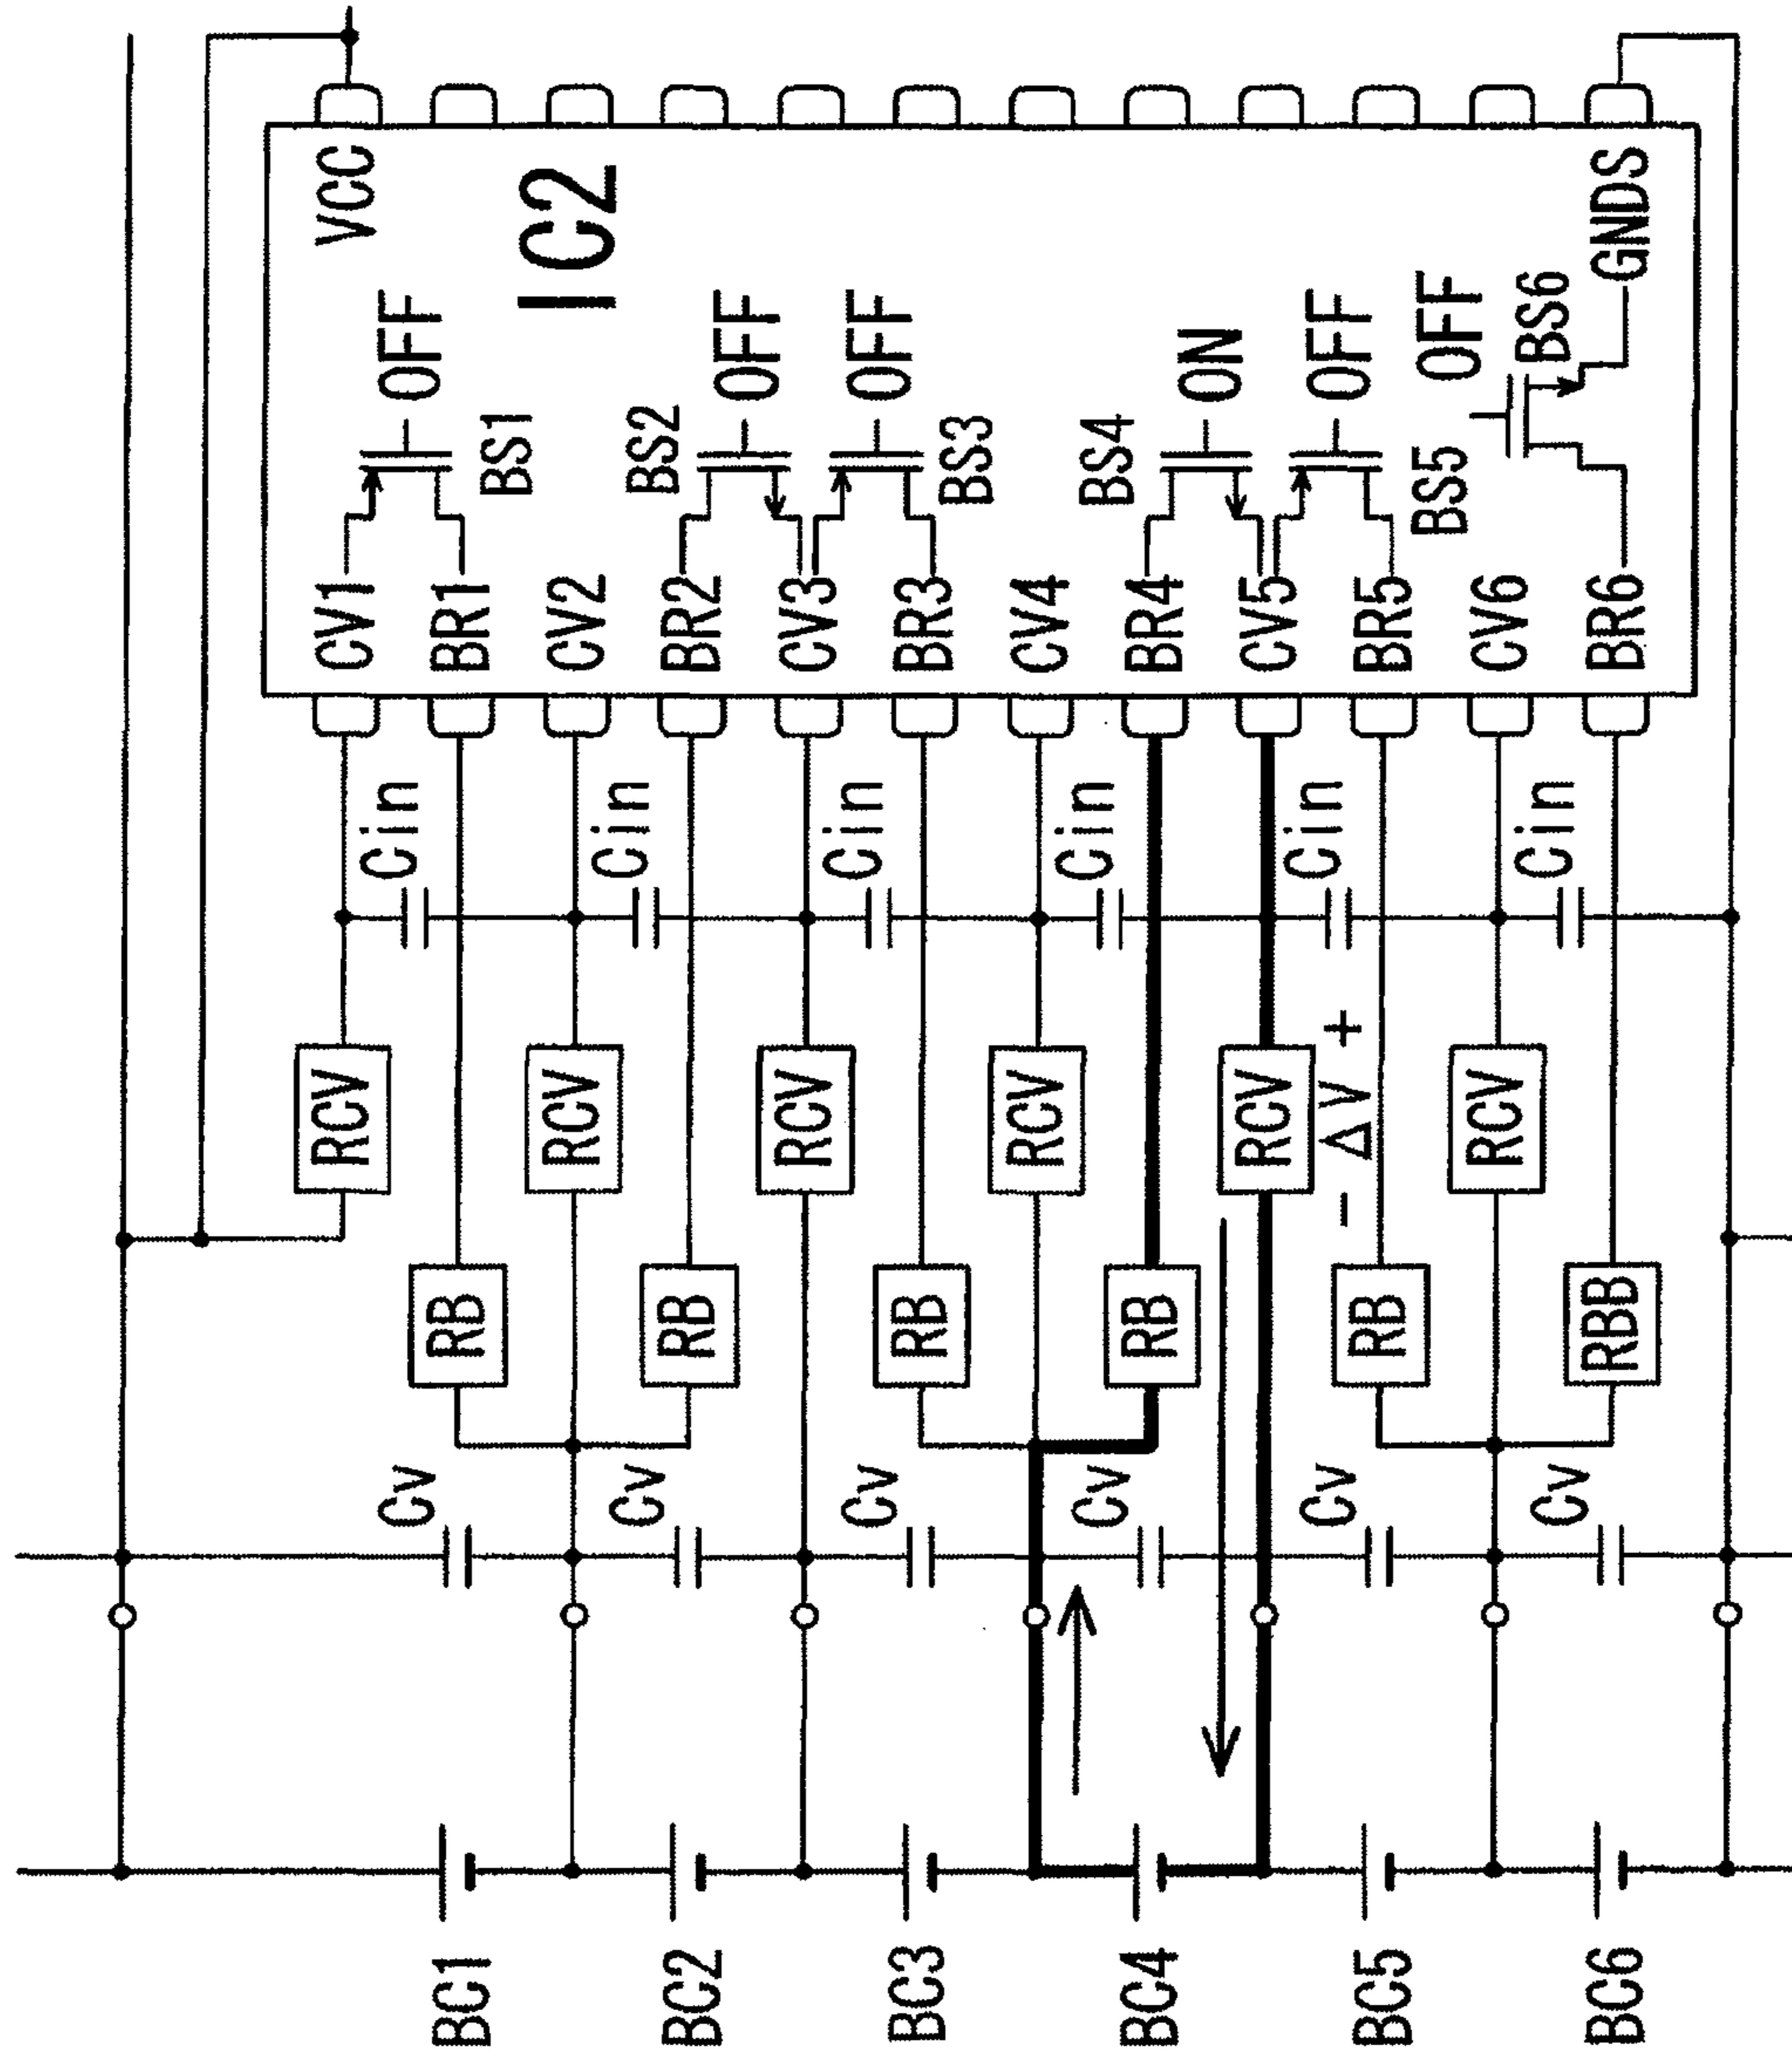 VCC
IC2
GNDS
OFF
OFF
OFF
ON
OFF
OFF
BS1
BS2
BS3
BS4
BS5
BS6
CV1
BR1
CV2
BR2
CV3
BR3
CV4
BR4
CV5
BR5
CV6
BR6
Cin
Cin
Cin
Cin
Cin
Cin
RCV
RCV
RCV
RCV
RCV
RCV
- ΔV +
RB
RB
RB
RB
RB
RBB
Cv
Cv
Cv
Cv
Cv
Cv
BC1
BC2
BC3
BC4
BC5
BC6